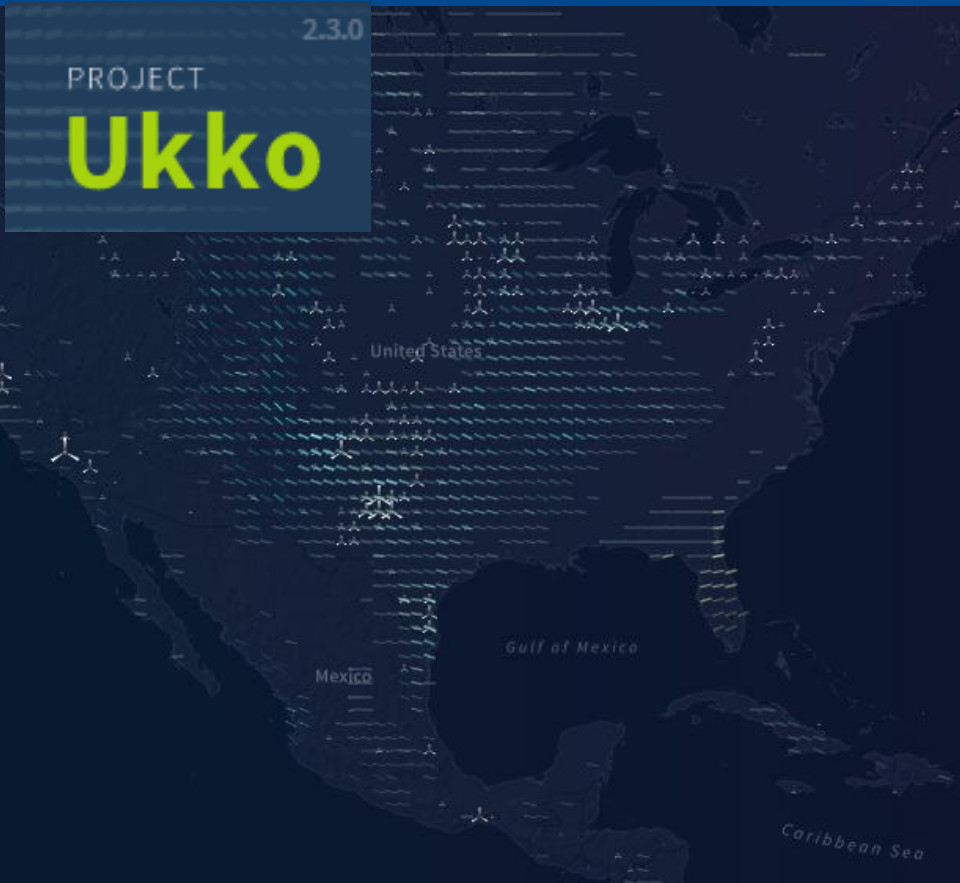 2.3.0
PROJECT
Ukko
United States
Gulf of Mexico
Mexico
Caribbean Sea